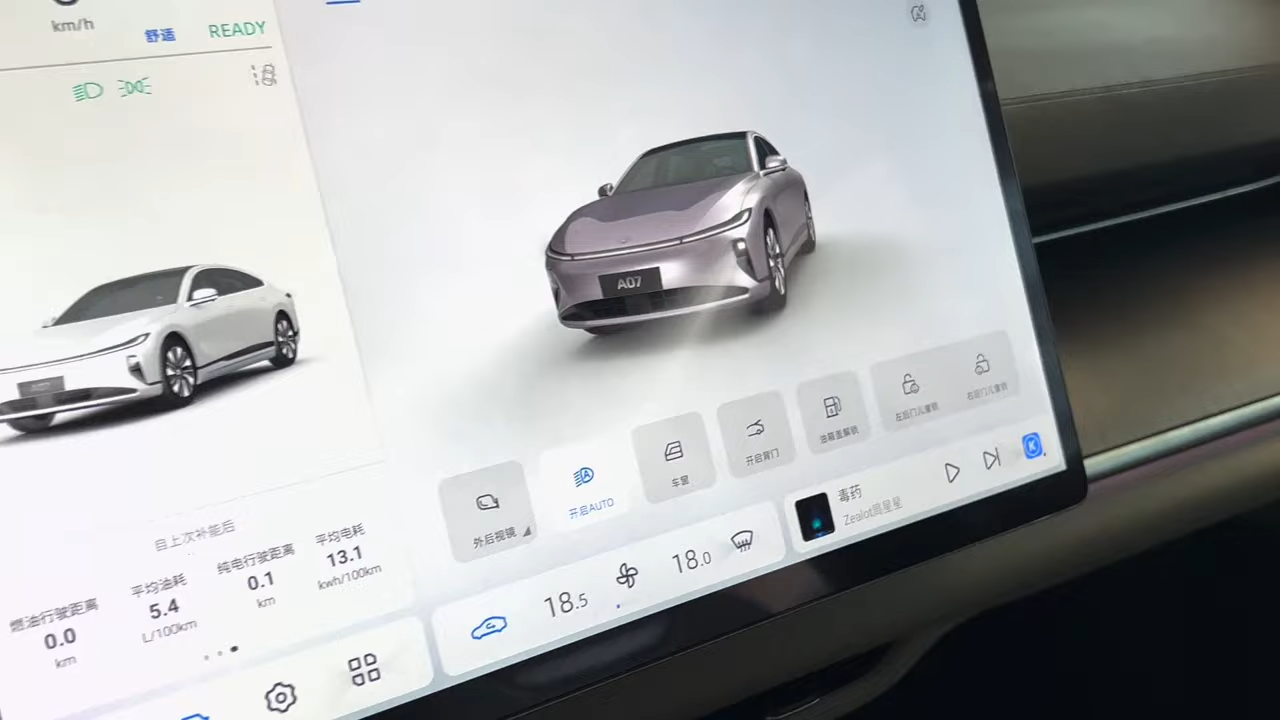 km/h
舒适
READY
A07
自上次补能后
燃油行驶距离
0.0
km
平均油耗
5.4
L/100km
纯电行驶距离
0.1
km
平均电耗
13.1
kwh/100km
外后视镜
开启AUTO
车窗
开启背门
油箱盖解锁
左后门儿童锁
右后门儿童锁
18.5
18.0
毒药
Zealot周星星